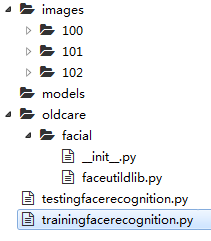 images
100
101
102
models
oldcare
facial
__init__.py
faceutildlib.py
testingfacerecognition.py
trainingfacerecognition.py